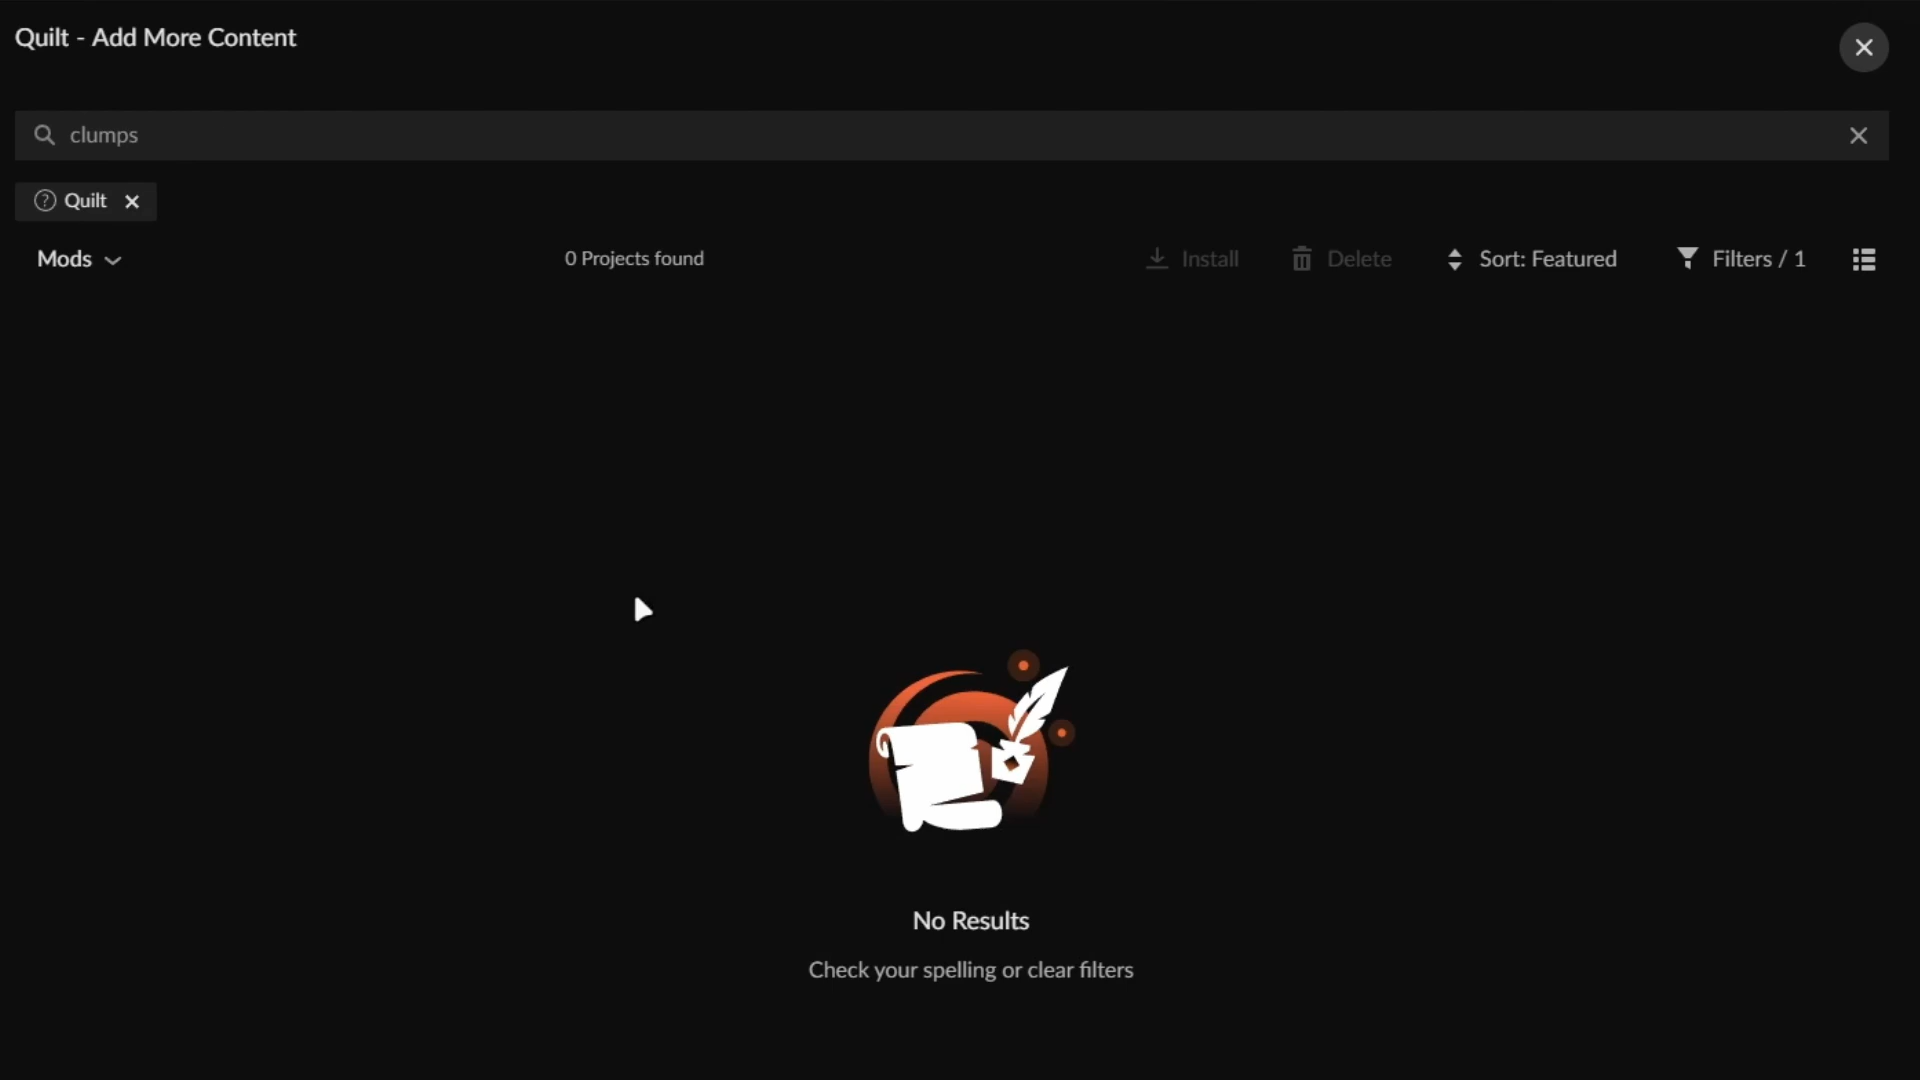 Quilt - Add More Content
clumps
Quilt
Mods
0 Projects found
Install
Delete
Sort: Featured
Filters / 1
No Results
Check your spelling or clear filters